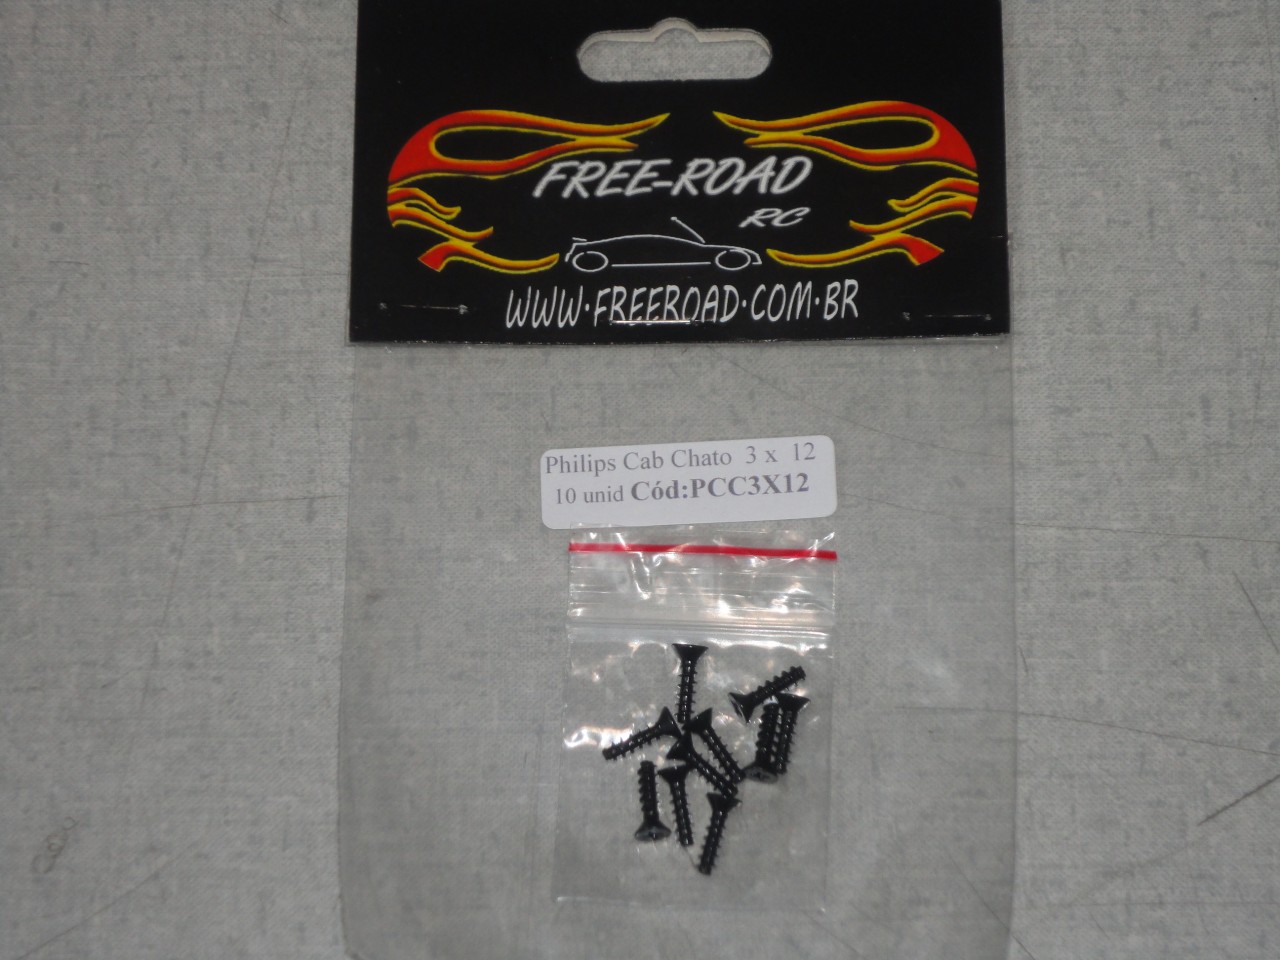 FREE-ROAD
RC
WWW.FREEROAD.COM.BR
Philips Cab Chato 3 x 12
10 unid Cód:PCC3X12